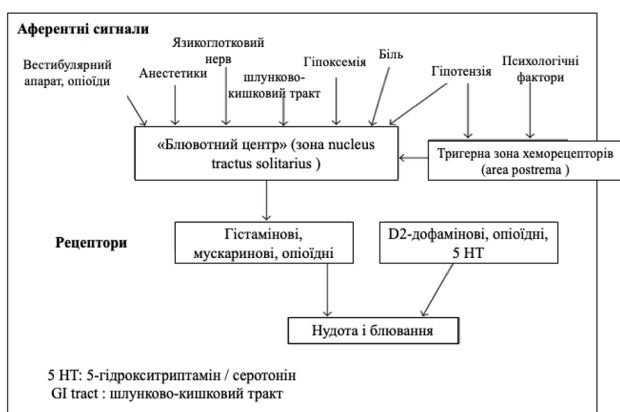 Аферентні сигнали
Вестибулярний
апарат, опіоїди
Анестетики
Язикоглотковий
нерв
шлунково-
кишковий тракт
Гіпоксемія
Біль
Гіпотензія
Психологічні
фактори
«Блювотний центр» (зона nucleus
tractus solitarius )
Тригерна зона хеморецепторів
(area postrema )
Рецептори
Гістамінові,
мускаринові, опіоїдні
D2-дофамінові, опіоїдні,
5 НТ
Нудота і блювання
5 НТ: 5-гідрокситриптамін / серотонін
GI tract : шлунково-кишковий тракт